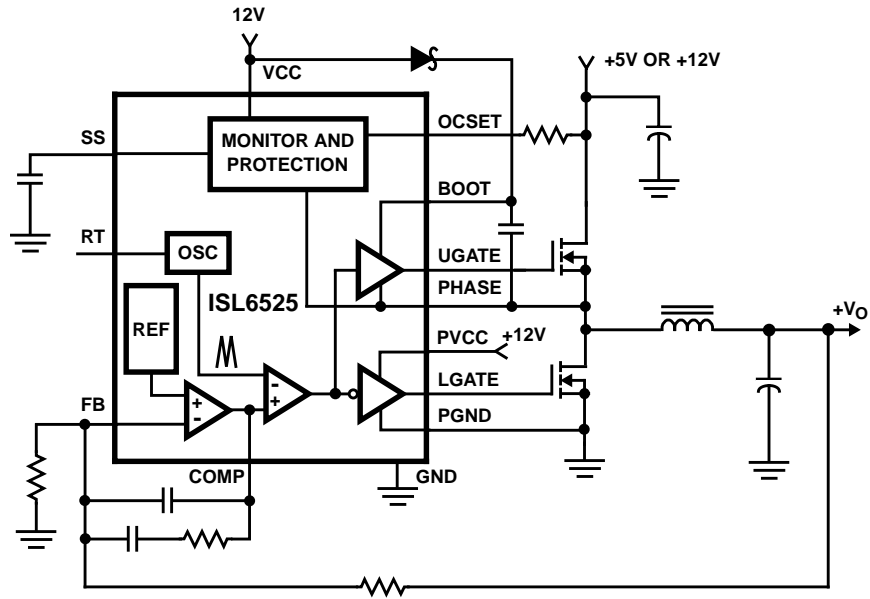 12V
VCC
+5V OR +12V
SS
MONITOR AND
PROTECTION
OCSET
BOOT
RT
OSC
UGATE
ISL6525
PHASE
REF
+VO
PVCC
+12V
LGATE
FB
+
-
-
+
PGND
COMP
GND